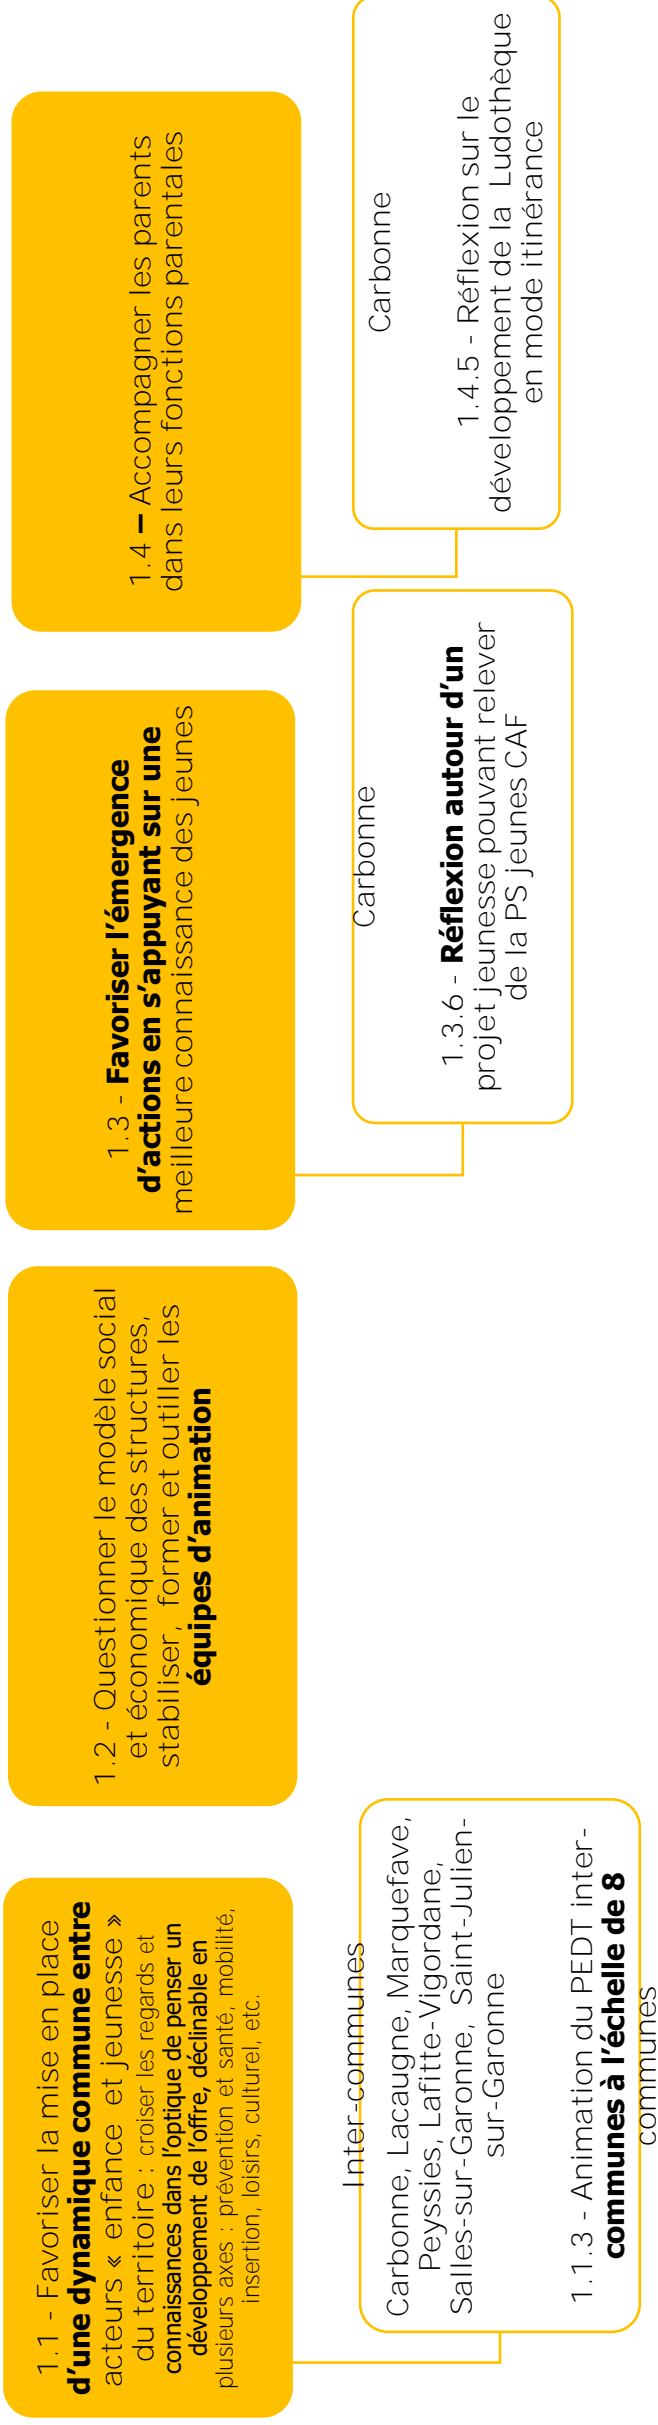 1.1 - Favoriser la mise en place
d’une dynamique commune entre
acteurs « enfance et jeunesse »
du territoire : croiser les regards et
connaissances dans l’optique de penser un
développement de l’offre, déclinable en
plusieurs axes : prévention et santé, mobilité,
insertion, loisirs, culturel, etc.
Inter-communes
Carbonne, Lacaugne, Marquefave,
Peyssies, Lafitte-Vigordane,
Salles-sur-Garonne, Saint-Julien-
sur-Garonne
1.1.3 - Animation du PEDT inter-
communes à l’échelle de 8
communes
1.2 - Questionner le modèle social
et économique des structures,
stabiliser, former et outiller les
équipes d’animation
1.3 - Favoriser l’émergence
d’actions en s’appuyant sur une
meilleure connaissance des jeunes
Carbonne
1.3.6 - Réflexion autour d’un
projet jeunesse pouvant relever
de la PS jeunes CAF
1.4 – Accompagner les parents
dans leurs fonctions parentales
Carbonne
1.4.5 - Réflexion sur le
développement de la Ludothèque
en mode itinérance